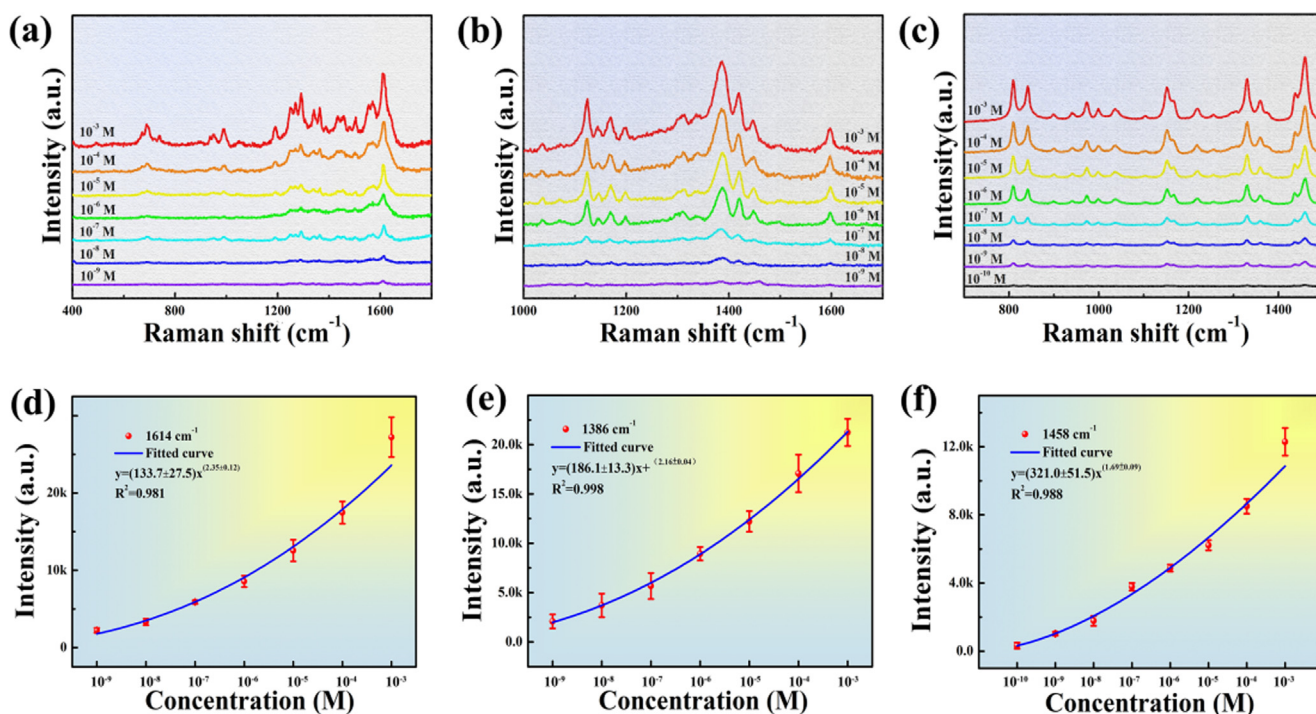 (a)
Intensity (a.u.)
10⁻³ M
10⁻⁴ M
10⁻⁵ M
10⁻⁶ M
10⁻⁷ M
10⁻⁸ M
10⁻⁹ M
400 800 1200 1600
Raman shift (cm⁻¹)
(b)
Intensity (a.u.)
10⁻³ M
10⁻⁴ M
10⁻⁵ M
10⁻⁶ M
10⁻⁷ M
10⁻⁸ M
10⁻⁹ M
1000 1200 1400 1600
Raman shift (cm⁻¹)
(c)
Intensity(a.u.)
10⁻³ M
10⁻⁴ M
10⁻⁵ M
10⁻⁶ M
10⁻⁷ M
10⁻⁸ M
10⁻⁹ M
10⁻¹⁰ M
800 1000 1200 1400
Raman shift (cm⁻¹)
(d)
Intensity (a.u.)
20k
10k
0
1614 cm⁻¹
Fitted curve
y=(133.7±27.5)x⁽²·³⁵±⁰·¹²⁾
R²=0.981
10⁻⁹ 10⁻⁸ 10⁻⁷ 10⁻⁶ 10⁻⁵ 10⁻⁴ 10⁻³
Concentration (M)
(e)
Intensity (a.u.)
20.0k
15.0k
10.0k
5.0k
0.0
1386 cm⁻¹
Fitted curve
y=(186.1±13.3)x+⁽²·¹⁶±⁰·⁰⁴⁾
R²=0.998
10⁻⁹ 10⁻⁸ 10⁻⁷ 10⁻⁶ 10⁻⁵ 10⁻⁴ 10⁻³
Concentration (M)
(f)
Intensity (a.u.)
12.0k
8.0k
4.0k
0.0
1458 cm⁻¹
Fitted curve
y=(321.0±51.5)x⁽¹·⁶⁹±⁰·⁰⁹⁾
R²=0.988
10⁻¹⁰ 10⁻⁹ 10⁻⁸ 10⁻⁷ 10⁻⁶ 10⁻⁵ 10⁻⁴ 10⁻³
Concentration (M)